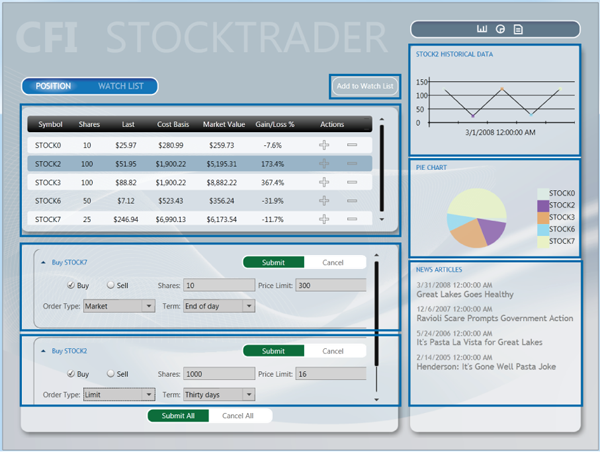 CFI STOCKTRADER
POSITION WATCH LIST
Add to Watch List
Symbol Shares Last Cost Basis Market Value Gain/Loss % Actions
STOCK0 10 $25.97 $280.99 $259.73 -7.6%
STOCK2 100 $51.95 $1,900.22 $5,195.31 173.4%
STOCK3 100 $88.82 $1,900.22 $8,882.22 367.4%
STOCK6 50 $7.12 $523.43 $356.24 -31.9%
STOCK7 25 $246.94 $6,990.13 $6,173.54 -11.7%
Buy STOCK7 Submit Cancel
Buy Sell Shares: 10 Price Limit: 300
Order Type: Market Term: End of day
Buy STOCK2 Submit Cancel
Buy Sell Shares: 1000 Price Limit: 16
Order Type: Limit Term: Thirty days
Submit All Cancel All
STOCK2 HISTORICAL DATA
150
100
50
0
3/1/2008 12:00:00 AM
PIE CHART
STOCK0
STOCK2
STOCK3
STOCK6
STOCK7
NEWS ARTICLES
3/31/2008 12:00:00 AM
Great Lakes Goes Healthy
12/6/2007 12:00:00 AM
Ravioli Scare Prompts Government Action
5/24/2006 12:00:00 AM
It's Pasta La Vista for Great Lakes
2/14/2005 12:00:00 AM
Henderson: It's Gone Well Pasta Joke